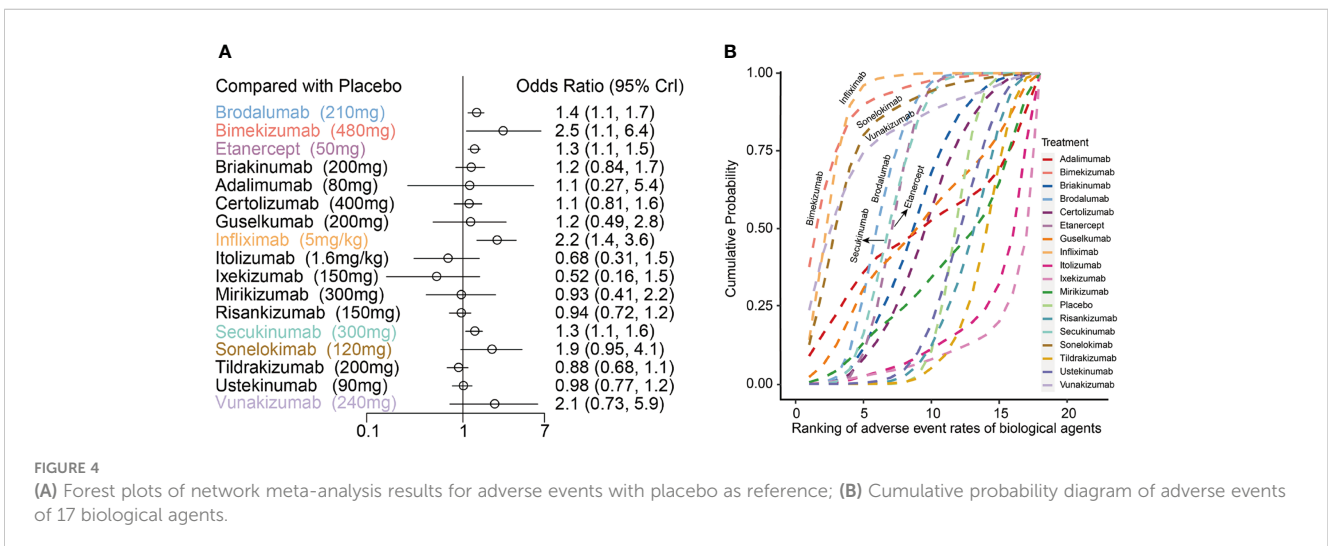 A
Compared with Placebo Odds Ratio (95% CrI)
Brodalumab (210mg) 1.4 (1.1, 1.7)
Bimekizumab (480mg) 2.5 (1.1, 6.4)
Etanercept (50mg) 1.3 (1.1, 1.5)
Briakinumab (200mg) 1.2 (0.84, 1.7)
Adalimumab (80mg) 1.1 (0.27, 5.4)
Certolizumab (400mg) 1.1 (0.81, 1.6)
Guselkumab (200mg) 1.2 (0.49, 2.8)
Infliximab (5mg/kg) 2.2 (1.4, 3.6)
Itolizumab (1.6mg/kg) 0.68 (0.31, 1.5)
Ixekizumab (150mg) 0.52 (0.16, 1.5)
Mirikizumab (300mg) 0.93 (0.41, 2.2)
Risankizumab (150mg) 0.94 (0.72, 1.2)
Secukinumab (300mg) 1.3 (1.1, 1.6)
Sonelokimab (120mg) 1.9 (0.95, 4.1)
Tildrakizumab (200mg) 0.88 (0.68, 1.1)
Ustekinumab (90mg) 0.98 (0.77, 1.2)
Vunakizumab (240mg) 2.1 (0.73, 5.9)
0.1 1 7
B
Cumulative Probability
1.00
0.75
0.50
0.25
0.00
0 5 10 15 20
Ranking of adverse event rates of biological agents
Bimekizumab
Infliximab
Sonelokimab
Vunakizumab
Secukinumab
Brodalumab
Etanercept
Treatment
Adalimumab
Bimekizumab
Briakinumab
Brodalumab
Certolizumab
Etanercept
Guselkumab
Infliximab
Itolizumab
Ixekizumab
Mirikizumab
Placebo
Risankizumab
Secukinumab
Sonelokimab
Tildrakizumab
Ustekinumab
Vunakizumab
FIGURE 4
(A) Forest plots of network meta-analysis results for adverse events with placebo as reference; (B) Cumulative probability diagram of adverse events
of 17 biological agents.